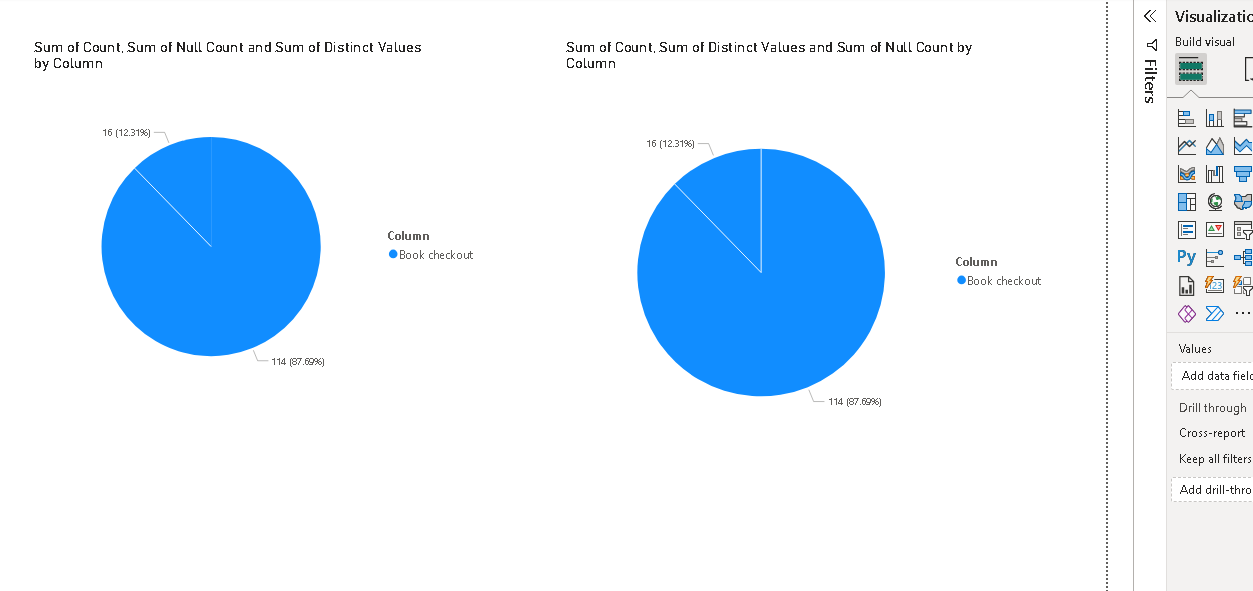 Sum of Count, Sum of Null Count and Sum of Distinct Values
by Column
16 (12.31%)
Column
Book checkout
114 (87.69%)
Sum of Count, Sum of Distinct Values and Sum of Null Count by
Column
16 (12.31%)
Column
Book checkout
114 (87.69%)
Filters
Visualizatio
Build visual
Py
123
Values
Add data field
Drill through
Cross-report
Keep all filters
Add drill-thro